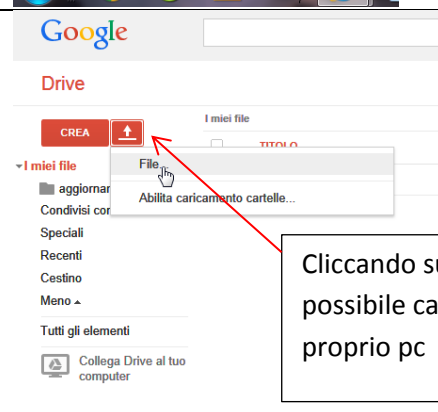 Google
Drive
CREA
I miei file
TITOLO
I miei file
File...
aggiornar
Abilita caricamento cartelle...
Condivisi con
Speciali
Recenti
Cestino
Meno
Tutti gli elementi
Collega Drive al tuo
computer
Cliccando su
possibile ca
proprio pc